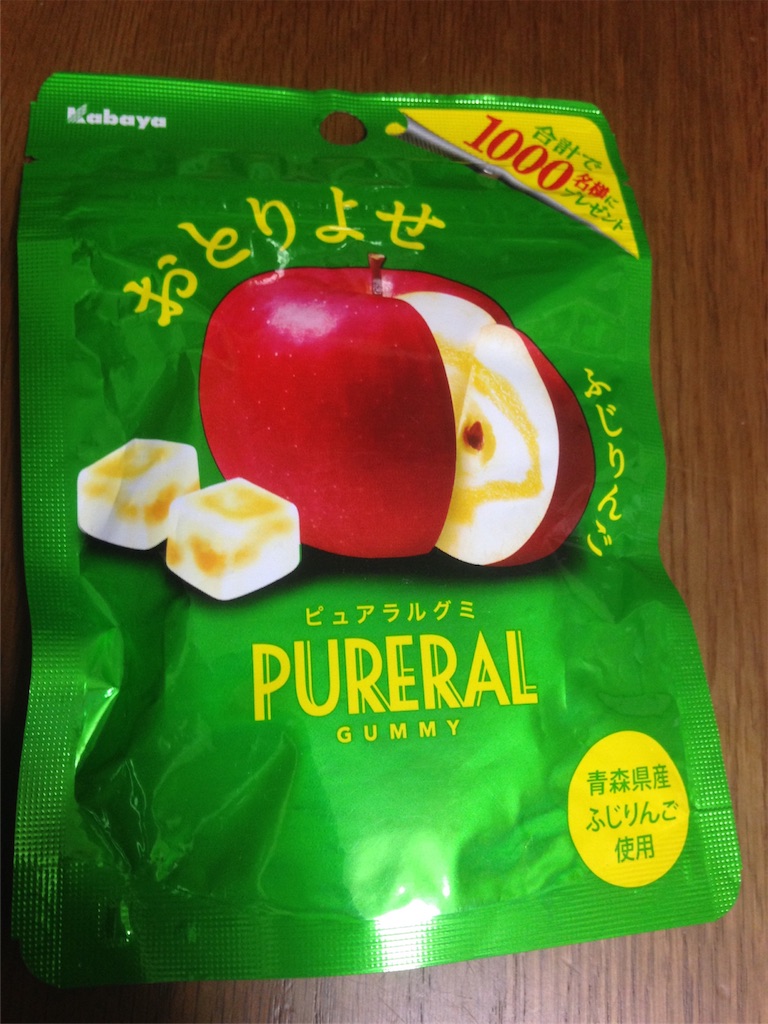 Kabaya
合計で
1000名様に
プレゼント
おとりよせ
ふじりんご
ピュアラルグミ
PURERAL
GUMMY
青森県産
ふじりんご
使用